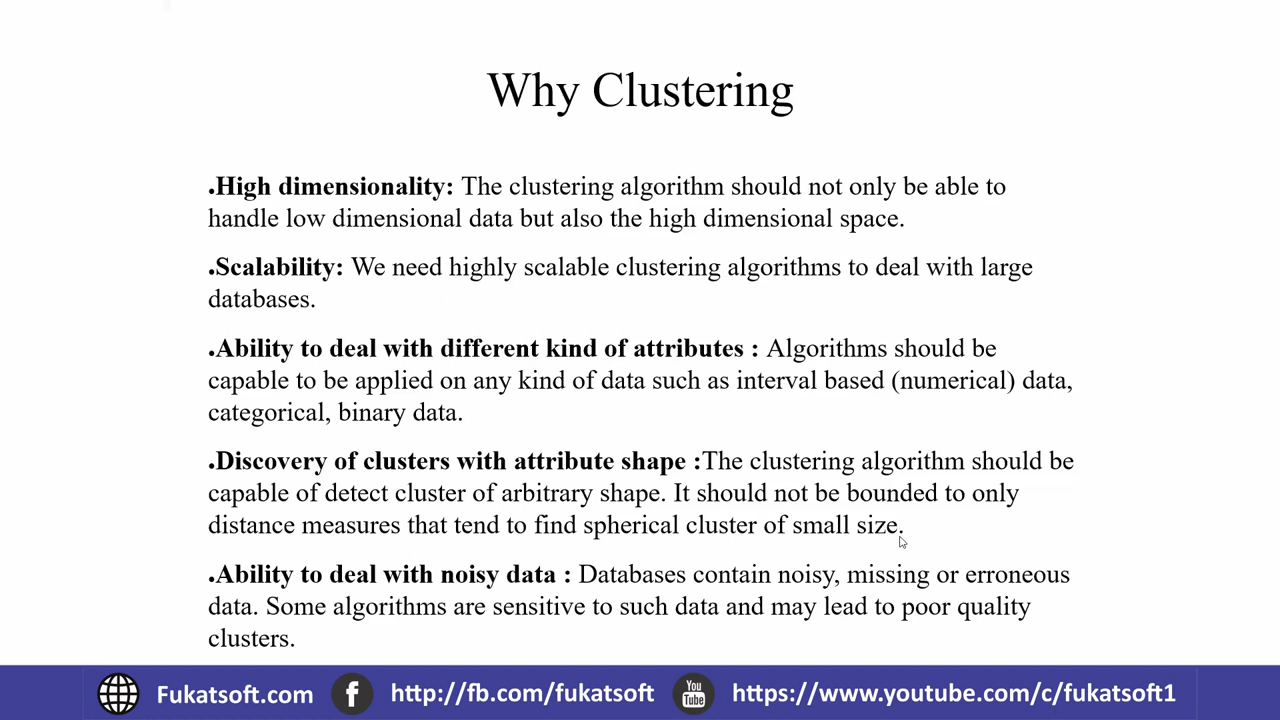 Why Clustering
.High dimensionality: The clustering algorithm should not only be able to
handle low dimensional data but also the high dimensional space.
.Scalability: We need highly scalable clustering algorithms to deal with large
databases.
.Ability to deal with different kind of attributes : Algorithms should be
capable to be applied on any kind of data such as interval based (numerical) data,
categorical, binary data.
.Discovery of clusters with attribute shape :The clustering algorithm should be
capable of detect cluster of arbitrary shape. It should not be bounded to only
distance measures that tend to find spherical cluster of small size.
.Ability to deal with noisy data : Databases contain noisy, missing or erroneous
data. Some algorithms are sensitive to such data and may lead to poor quality
clusters.
Fukatsoft.com f http://fb.com/fukatsoft You Tube https://www.youtube.com/c/fukatsoft1